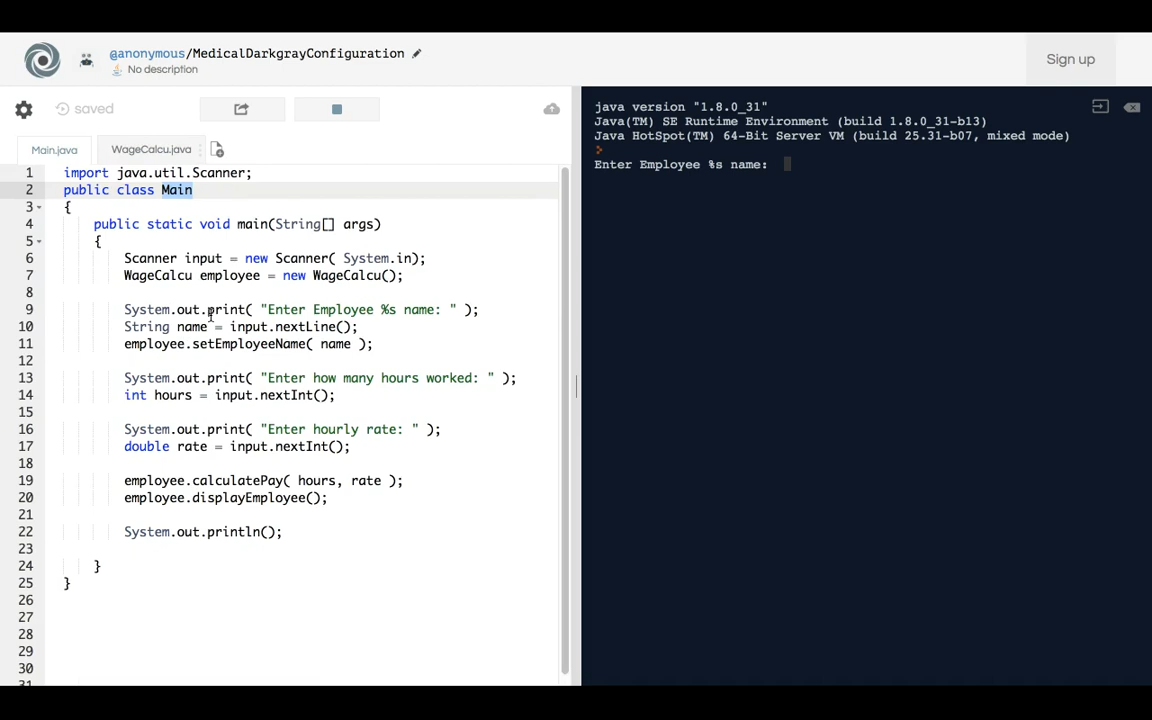 @anonymous/MedicalDarkgrayConfiguration
No description
Sign up
saved
Main.java
WageCalcu.java
1 import java.util.Scanner;
2 public class Main
3 {
4 public static void main(String[] args)
5 {
6 Scanner input = new Scanner( System.in);
7 WageCalcu employee = new WageCalcu();
8
9 System.out.print( "Enter Employee %s name: " );
10 String name = input.nextLine();
11 employee.setEmployeeName( name );
12
13 System.out.print( "Enter how many hours worked: " );
14 int hours = input.nextInt();
15
16 System.out.print( "Enter hourly rate: " );
17 double rate = input.nextInt();
18
19 employee.calculatePay( hours, rate );
20 employee.displayEmployee();
21
22 System.out.println();
23
24 }
25 }
26
27
28
29
30
31
java version "1.8.0_31"
Java(TM) SE Runtime Environment (build 1.8.0_31-b13)
Java HotSpot(TM) 64-Bit Server VM (build 25.31-b07, mixed mode)
>
Enter Employee %s name: